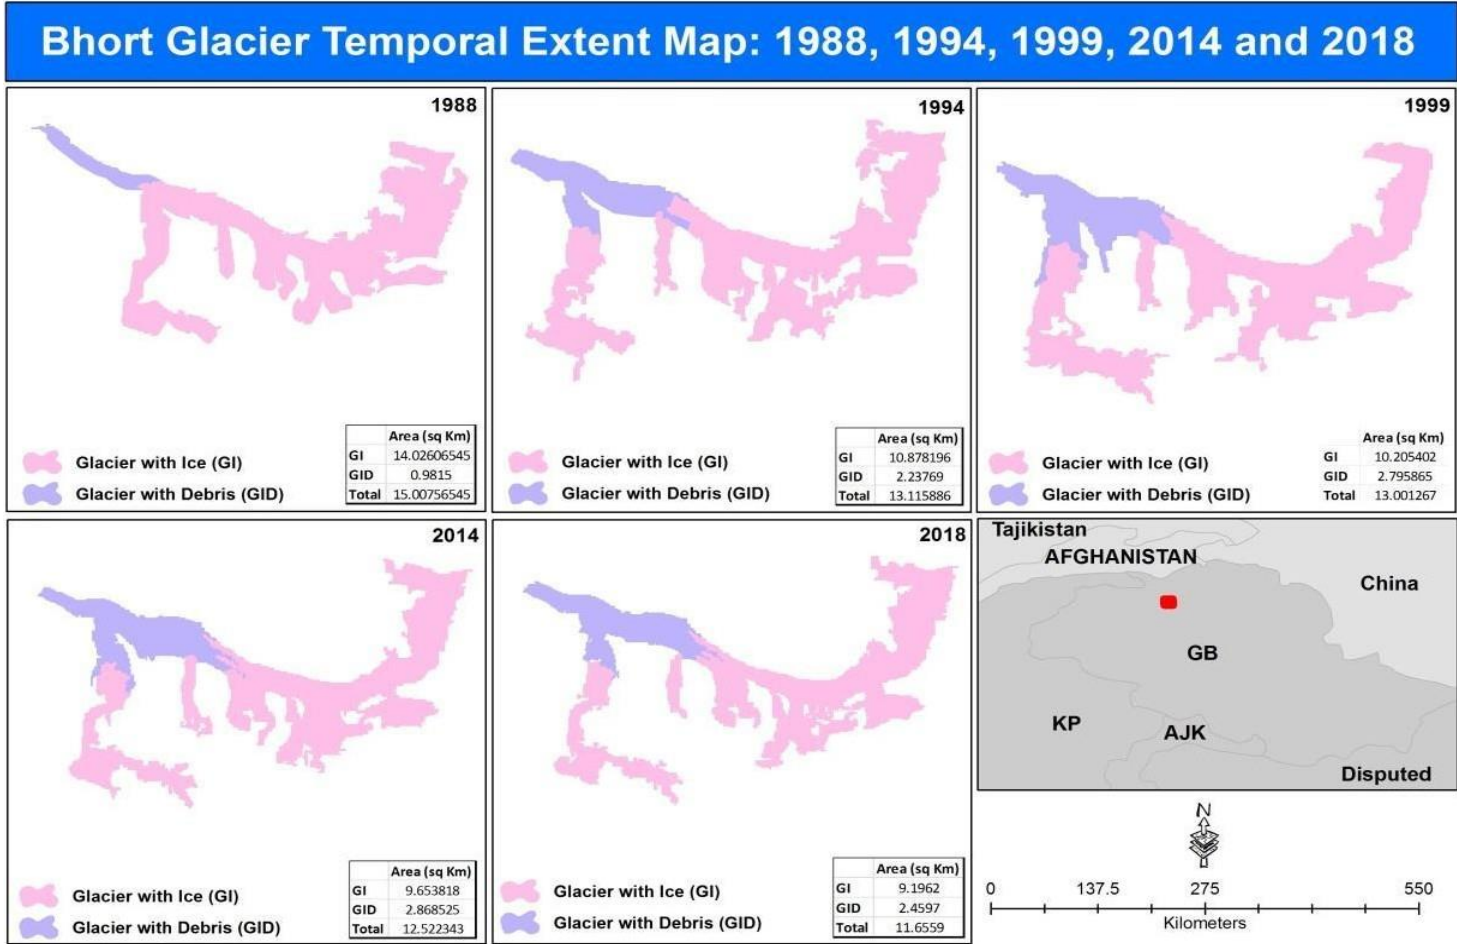 Bhort Glacier Temporal Extent Map: 1988, 1994, 1999, 2014 and 2018
1988
Glacier with Ice (GI)
Glacier with Debris (GID)
Area (sq Km)
GI 14.02606545
GID 0.9815
Total 15.00756545
1994
Glacier with Ice (GI)
Glacier with Debris (GID)
Area (sq Km)
GI 10.878196
GID 2.23769
Total 13.115886
1999
Glacier with Ice (GI)
Glacier with Debris (GID)
Area (sq Km)
GI 10.205402
GID 2.795865
Total 13.001267
2014
Glacier with Ice (GI)
Glacier with Debris (GID)
Area (sq Km)
GI 9.653818
GID 2.868525
Total 12.522343
2018
Glacier with Ice (GI)
Glacier with Debris (GID)
Area (sq Km)
GI 9.1962
GID 2.4597
Total 11.6559
Tajikistan
AFGHANISTAN
China
GB
KP
AJK
Disputed
N
0 137.5 275 550
Kilometers